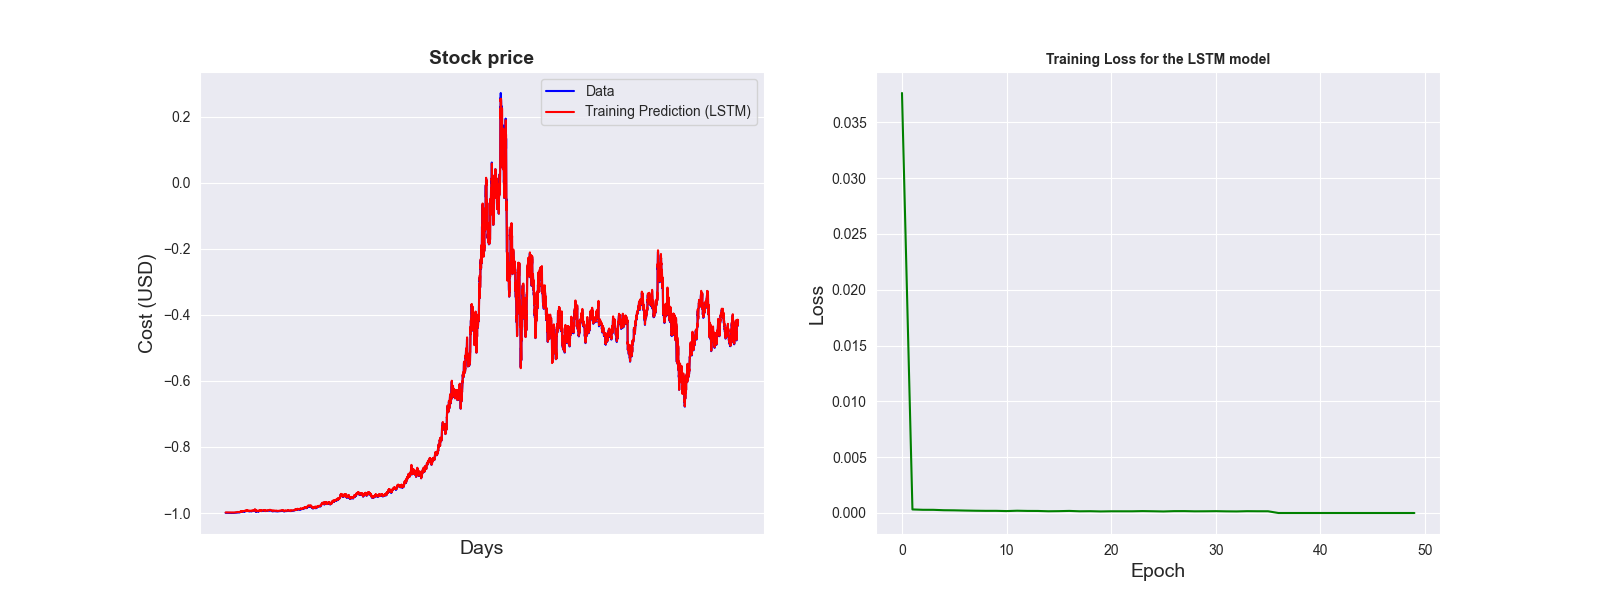 Stock price
Data
Training Prediction (LSTM)
0.2
0.0
−0.2
−0.4
−0.6
−0.8
−1.0
Cost (USD)
Days
Training Loss for the LSTM model
0.035
0.030
0.025
0.020
0.015
0.010
0.005
0.000
Loss
0 10 20 30 40 50
Epoch